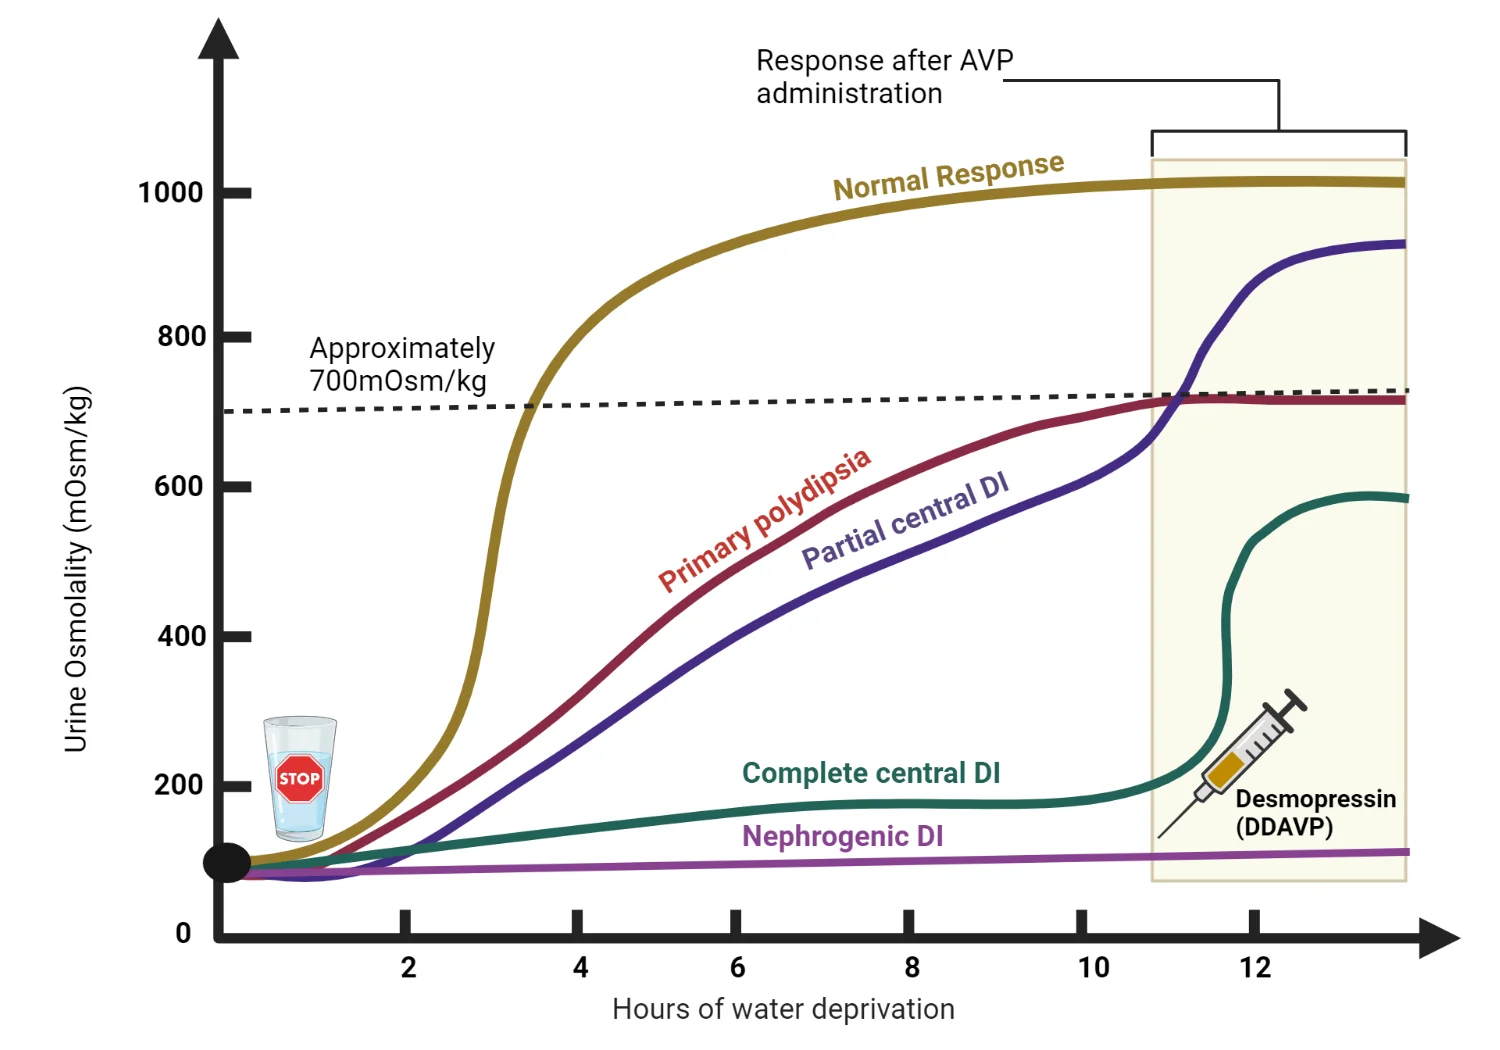 Response after AVP
administration
Normal Response
1000
800
Approximately
700mOsm/kg
600
Primary polydipsia
Partial central DI
400
Urine Osmolality (mOsm/kg)
STOP
200
Complete central DI
Nephrogenic DI
Desmopressin
(DDAVP)
0
2 4 6 8 10 12
Hours of water deprivation